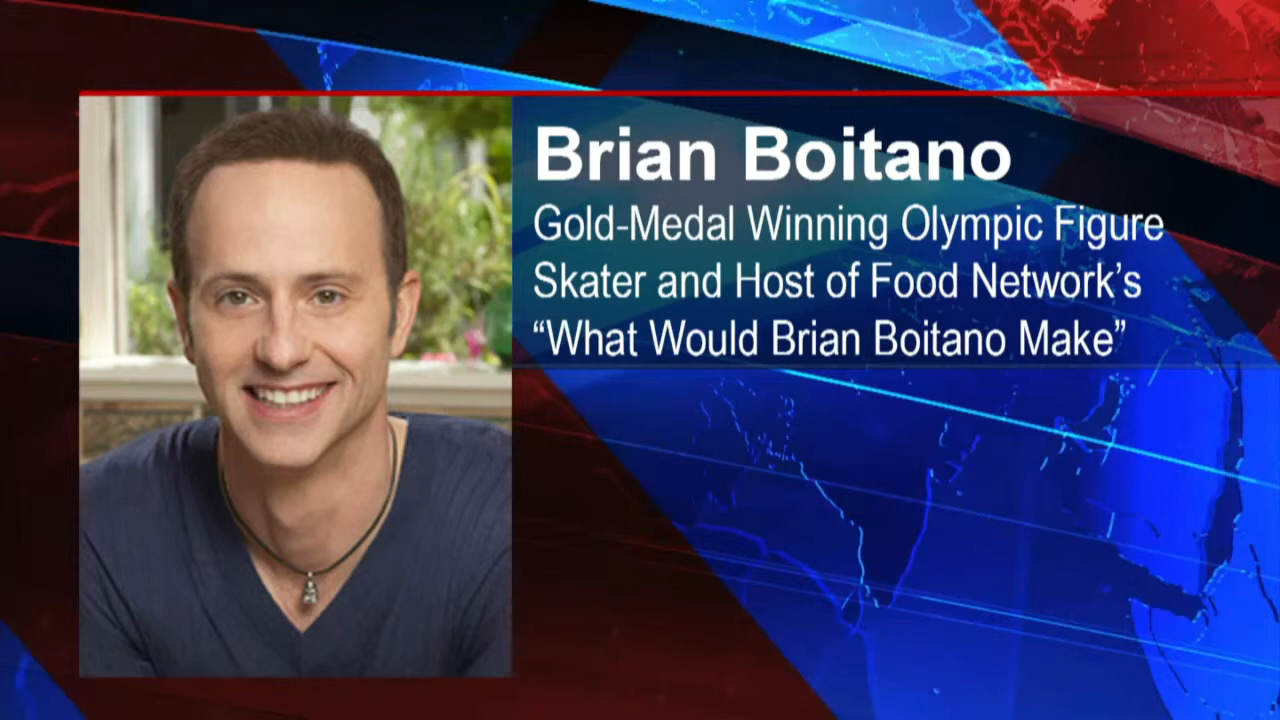 Brian Boitano
Gold-Medal Winning Olympic Figure
Skater and Host of Food Network’s
“What Would Brian Boitano Make”